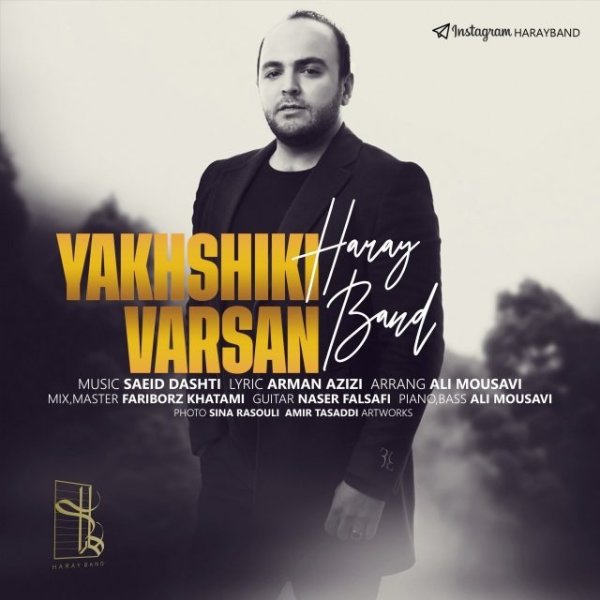 Instagram HARAYBAND
YAKHSHIKI
Haray
VARSAN
Band
MUSIC SAEID DASHTI LYRIC ARMAN AZIZI ARRANG ALI MOUSAVI
MIX,MASTER FARIBORZ KHATAMI GUITAR NASER FALSAFI PIANO,BASS ALI MOUSAVI
PHOTO SINA RASOULI AMIR TASADDI ARTWORKS
HARAY BAND